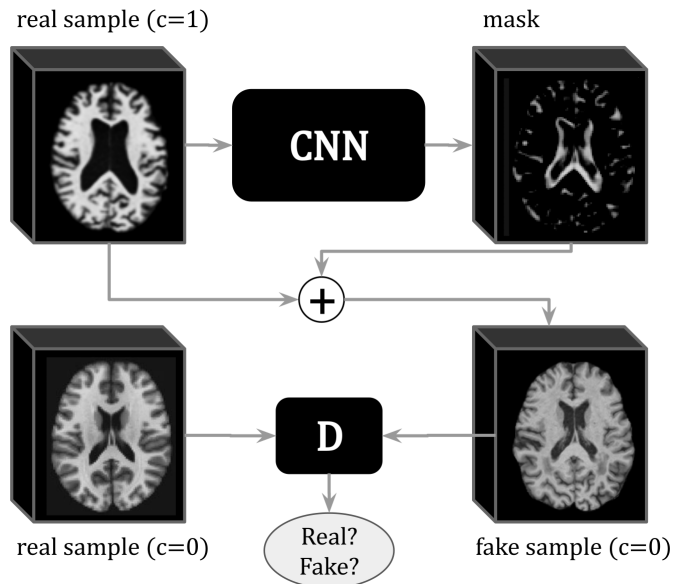 real sample (c=1)
mask
CNN
+
D
real sample (c=0)
fake sample (c=0)
Real?
Fake?